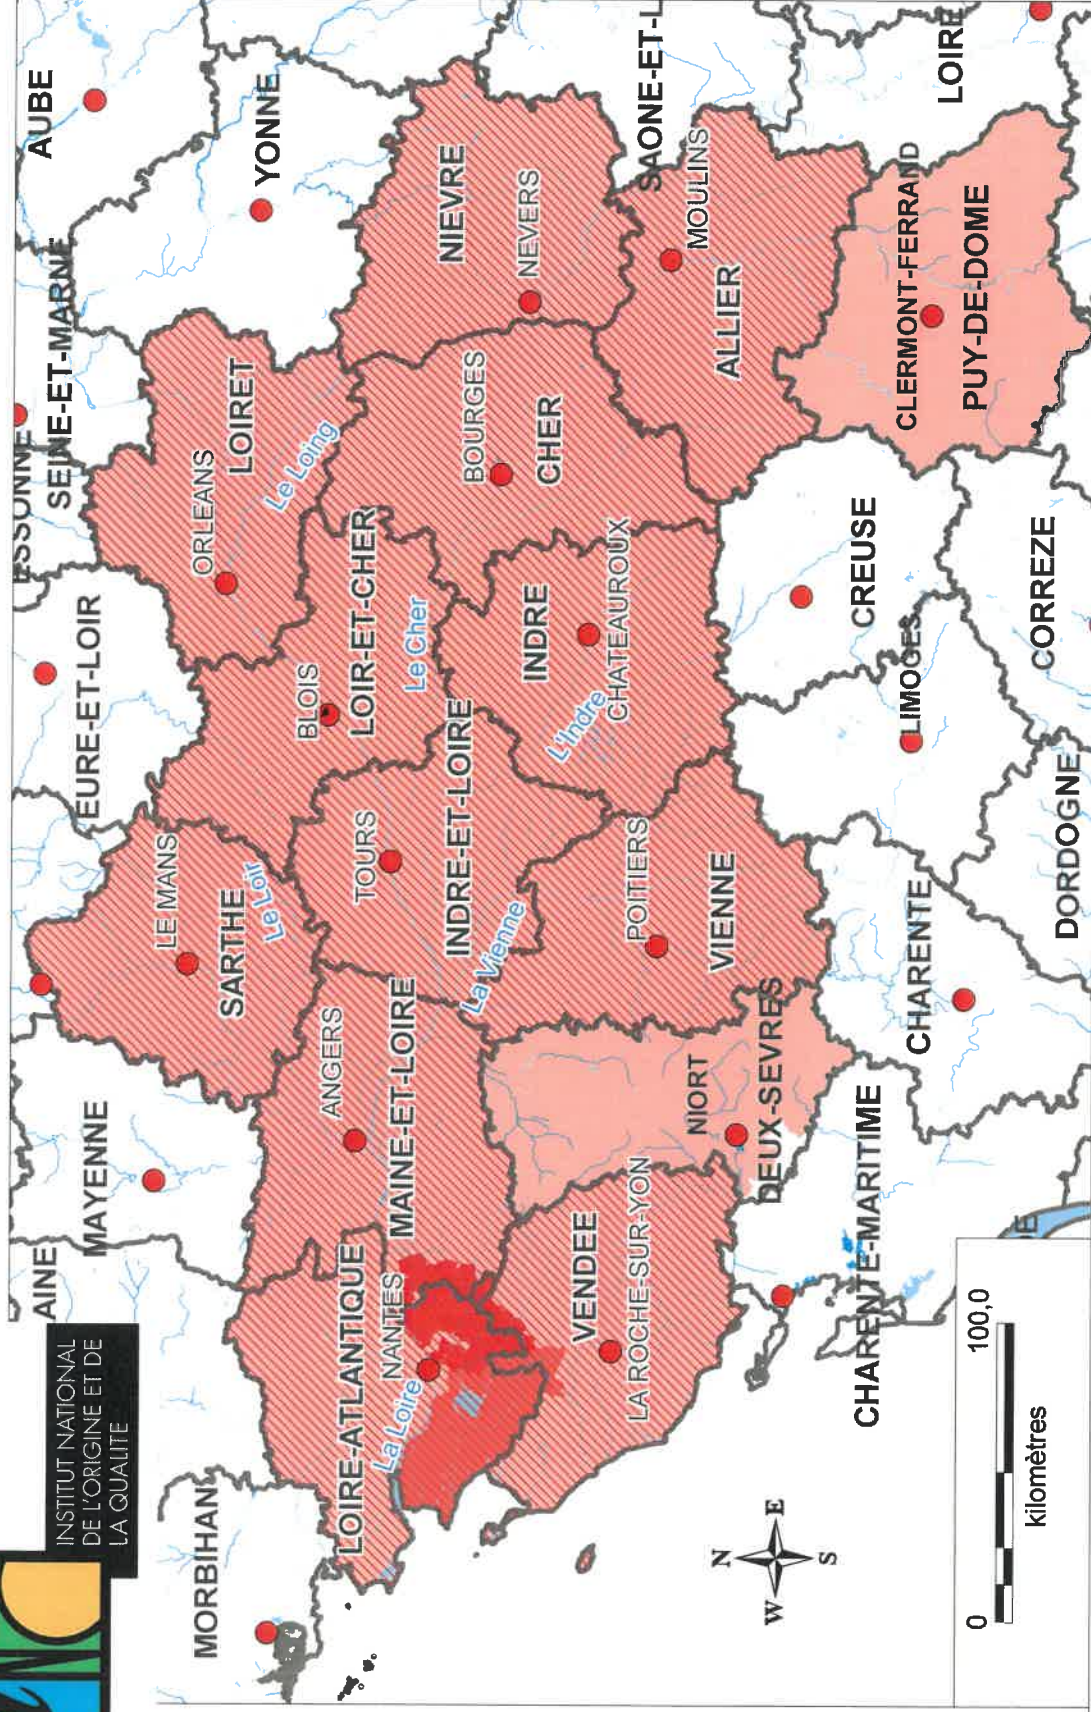 INSTITUT NATIONAL
DE L'ORIGINE ET DE
LA QUALITE
AINE
MAYENNE
EURE-ET-LOIR
ESSONNE
SEINE-ET-MARNE
AUBE
YONNE
MORBIHAN
LE MANS
SARTHE
Le Loir
ORLEANS
LOIRET
Le Loing
BLOIS
LOIR-ET-CHER
Le Cher
ANGERS
MAINE-ET-LOIRE
TOURS
INDRE-ET-LOIRE
La Vienne
LOIRE-ATLANTIQUE
NANTES
La Loire
NIEVRE
NEVERS
BOURGES
CHER
INDRE
CHATEAUROUX
L'Indre
POITIERS
VIENNE
VENDEE
LA ROCHE-SUR-YON
NIORT
DEUX-SEVRES
SAONE-ET-L
MOULINS
ALLIER
CLERMONT-FERRAND
PUY-DE-DOME
LOIRE
CREUSE
LIMOGES
CORREZE
CHARENTE
CHARENTE-MARITIME
DORDOGNE
N
W E
S
0 100,0
kilomètres